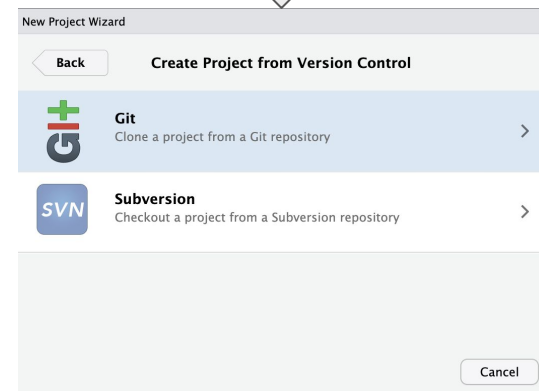 New Project Wizard
Back
Create Project from Version Control
git
Git
Clone a project from a Git repository
SVN
Subversion
Checkout a project from a Subversion repository
Cancel